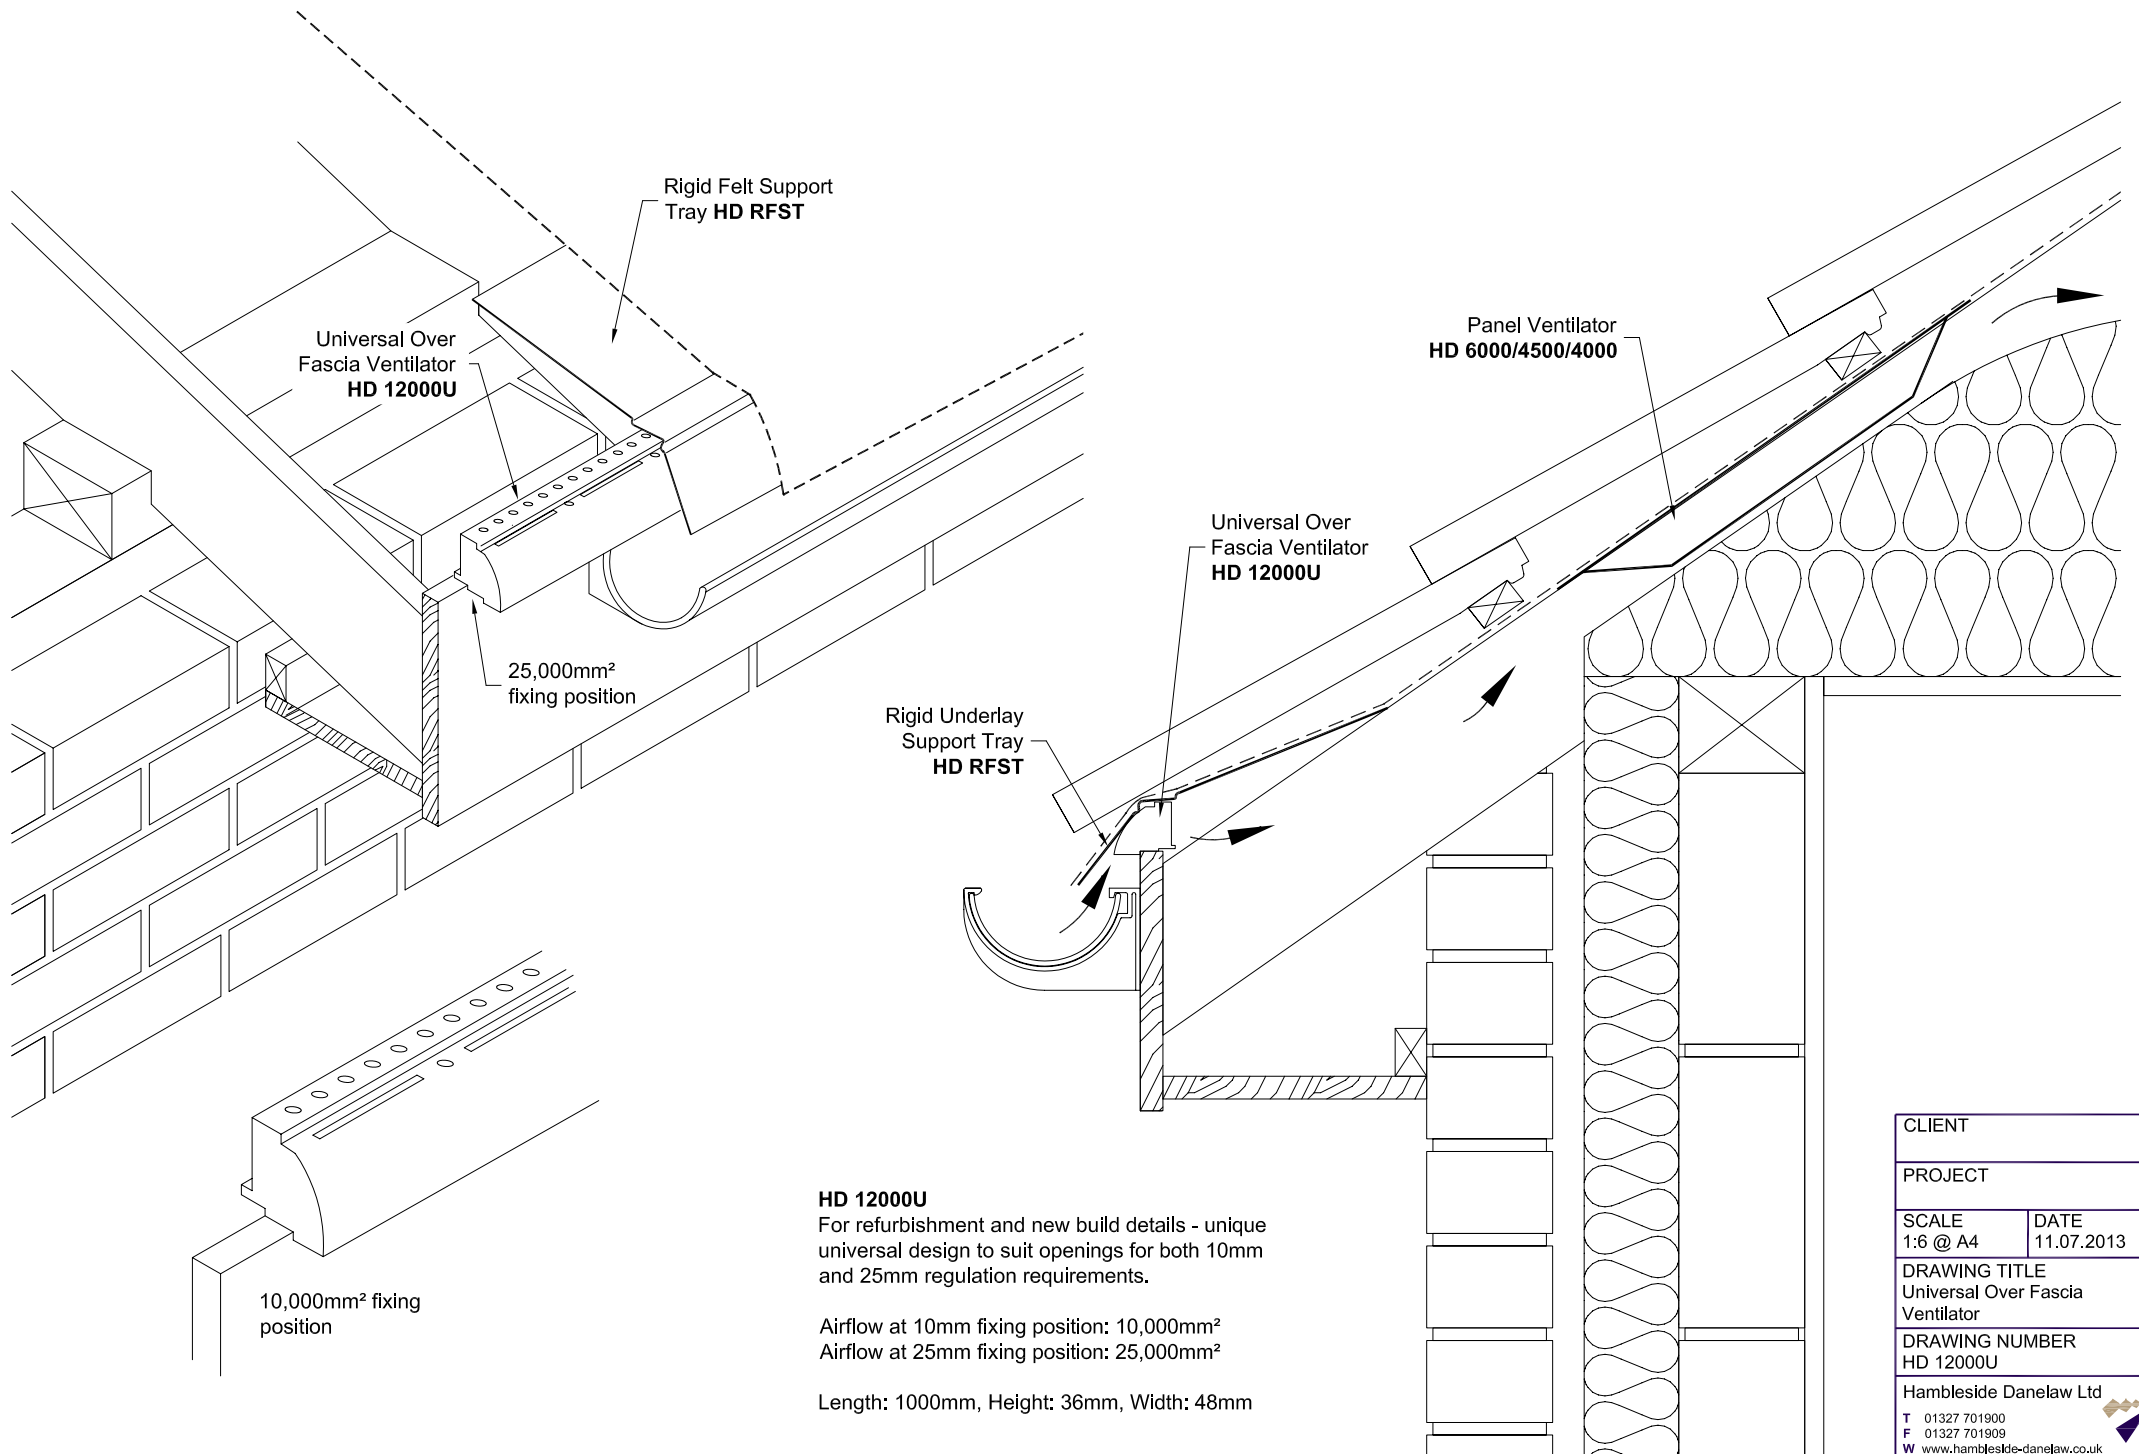 Rigid Felt Support
Tray HD RFST
Universal Over
Fascia Ventilator
HD 12000U
25,000mm²
fixing position
10,000mm² fixing
position
Panel Ventilator
HD 6000/4500/4000
Universal Over
Fascia Ventilator
HD 12000U
Rigid Underlay
Support Tray
HD RFST
HD 12000U
For refurbishment and new build details - unique
universal design to suit openings for both 10mm
and 25mm regulation requirements.
Airflow at 10mm fixing position: 10,000mm²
Airflow at 25mm fixing position: 25,000mm²
Length: 1000mm, Height: 36mm, Width: 48mm
CLIENT
PROJECT
SCALE
1:6 @ A4
DATE
11.07.2013
DRAWING TITLE
Universal Over Fascia
Ventilator
DRAWING NUMBER
HD 12000U
Hambleside Danelaw Ltd
T 01327 701900
F 01327 701909
W www.hambleside-danelaw.co.uk